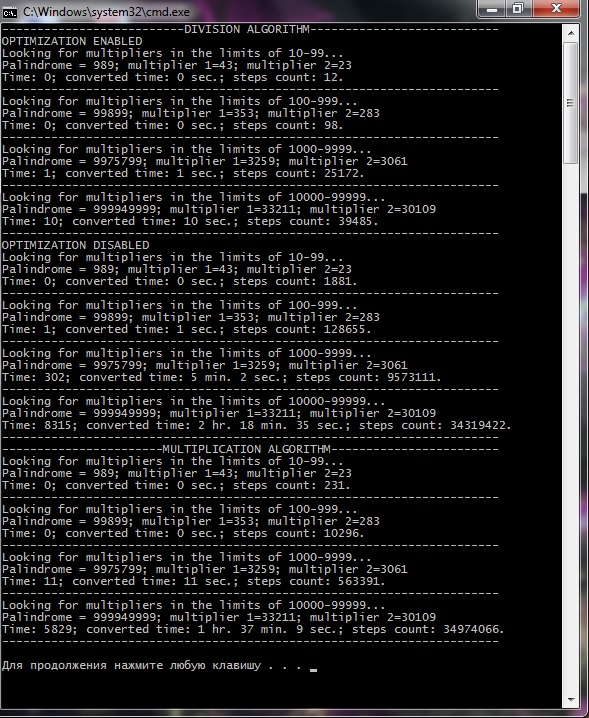 C:\Windows\system32\cmd.exe
--------------------------DIVISION ALGORITHM---------------------------
OPTIMIZATION ENABLED
Looking for multipliers in the limits of 10-99...
Palindrome = 989; multiplier 1=43; multiplier 2=23
Time: 0; converted time: 0 sec.; steps count: 12.
-----------------------------------------------------------------------
Looking for multipliers in the limits of 100-999...
Palindrome = 99899; multiplier 1=353; multiplier 2=283
Time: 0; converted time: 0 sec.; steps count: 98.
-----------------------------------------------------------------------
Looking for multipliers in the limits of 1000-9999...
Palindrome = 9975799; multiplier 1=3259; multiplier 2=3061
Time: 1; converted time: 1 sec.; steps count: 25172.
-----------------------------------------------------------------------
Looking for multipliers in the limits of 10000-99999...
Palindrome = 999949999; multiplier 1=33211; multiplier 2=30109
Time: 10; converted time: 10 sec.; steps count: 39485.
-----------------------------------------------------------------------
OPTIMIZATION DISABLED
Looking for multipliers in the limits of 10-99...
Palindrome = 989; multiplier 1=43; multiplier 2=23
Time: 0; converted time: 0 sec.; steps count: 1881.
-----------------------------------------------------------------------
Looking for multipliers in the limits of 100-999...
Palindrome = 99899; multiplier 1=353; multiplier 2=283
Time: 1; converted time: 1 sec.; steps count: 128655.
-----------------------------------------------------------------------
Looking for multipliers in the limits of 1000-9999...
Palindrome = 9975799; multiplier 1=3259; multiplier 2=3061
Time: 302; converted time: 5 min. 2 sec.; steps count: 9573111.
-----------------------------------------------------------------------
Looking for multipliers in the limits of 10000-99999...
Palindrome = 999949999; multiplier 1=33211; multiplier 2=30109
Time: 8315; converted time: 2 hr. 18 min. 35 sec.; steps count: 34319422.
-----------------------------------------------------------------------
-----------------------MULTIPLICATION ALGORITHM------------------------
Looking for multipliers in the limits of 10-99...
Palindrome = 989; multiplier 1=43; multiplier 2=23
Time: 0; converted time: 0 sec.; steps count: 231.
-----------------------------------------------------------------------
Looking for multipliers in the limits of 100-999...
Palindrome = 99899; multiplier 1=353; multiplier 2=283
Time: 0; converted time: 0 sec.; steps count: 10296.
-----------------------------------------------------------------------
Looking for multipliers in the limits of 1000-9999...
Palindrome = 9975799; multiplier 1=3259; multiplier 2=3061
Time: 11; converted time: 11 sec.; steps count: 563391.
-----------------------------------------------------------------------
Looking for multipliers in the limits of 10000-99999...
Palindrome = 999949999; multiplier 1=33211; multiplier 2=30109
Time: 5829; converted time: 1 hr. 37 min. 9 sec.; steps count: 34974066.
-----------------------------------------------------------------------
Для продолжения нажмите любую клавишу . . . _